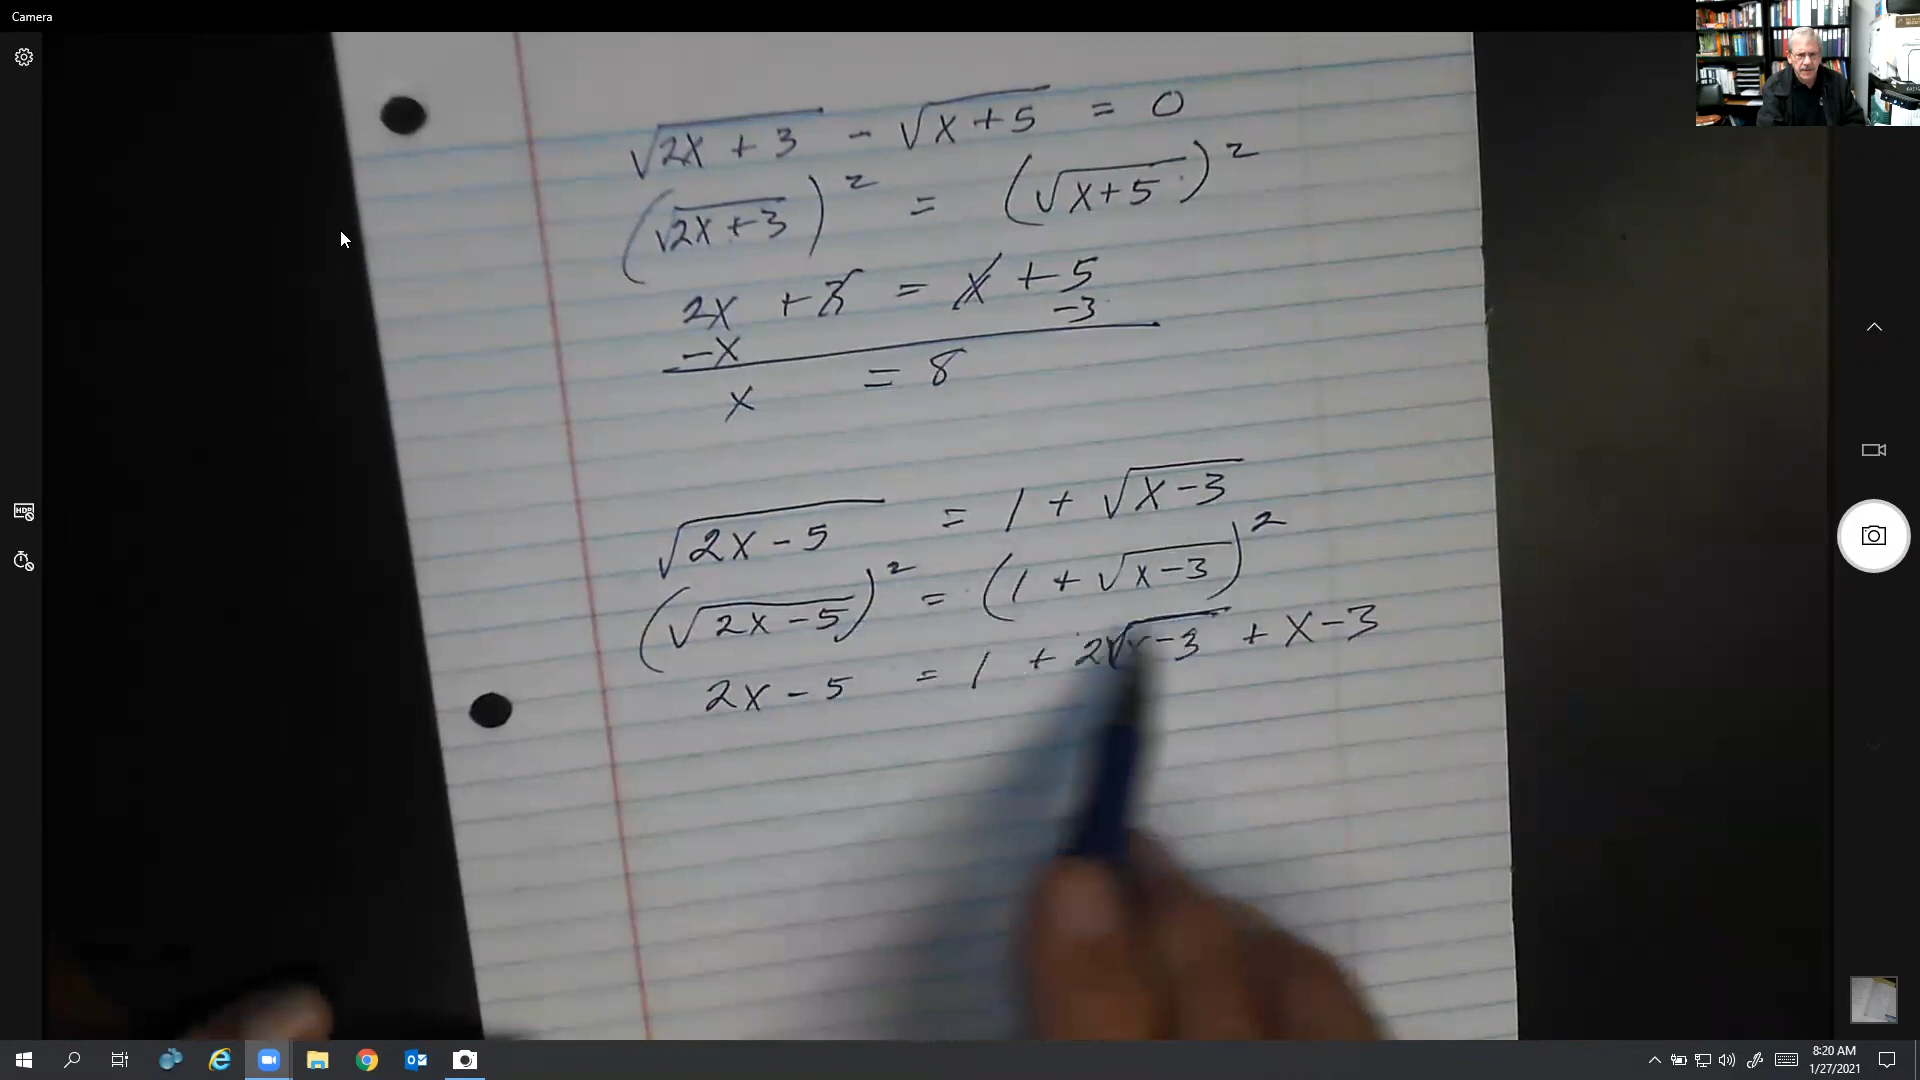 Camera
√(2x + 3) - √(x + 5) = 0
(√(2x + 3))² = (√(x + 5))²
2x + 3 = x + 5
-x -3
x = 8
√(2x - 5) = 1 + √(x - 3)
(√(2x - 5))² = (1 + √(x - 3))²
2x - 5 = 1 + 2√(x - 3) + x - 3
8:20 AM
1/27/2021